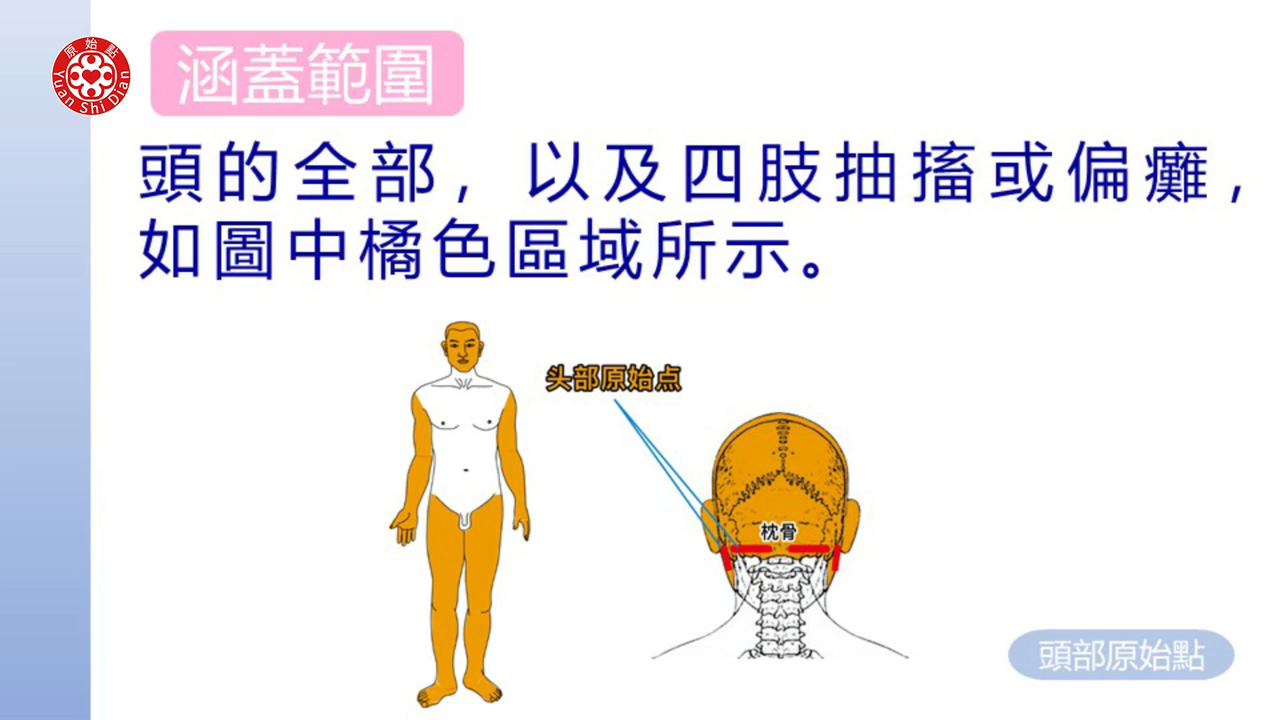 原始點
Yuan Shi Dian
涵蓋範圍
頭的全部，以及四肢抽搐或偏癱，
如圖中橘色區域所示。
头部原始点
枕骨
頭部原始點